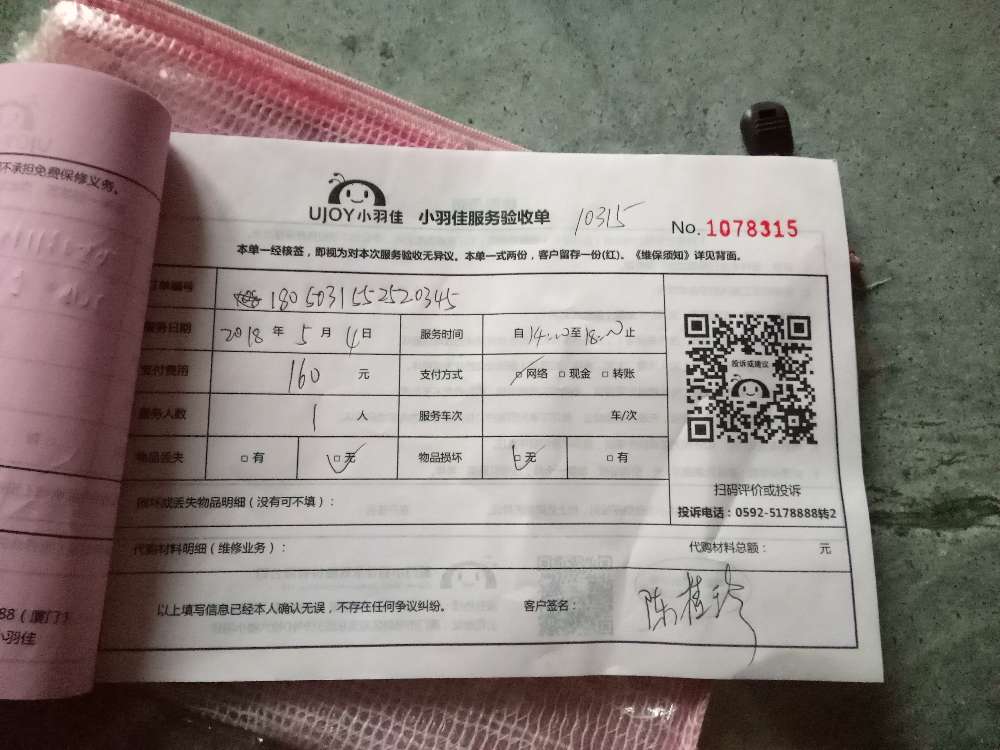 不承担免费保修义务。
UJOY小羽佳 小羽佳服务验收单 10315
No. 1078315
本单一经核签，即视为对本次服务验收无异议。本单一式两份，客户留存一份(红)。《维保须知》详见背面。
单编号 1805031552520345
服务日期 2018 年 5 月 4 日 服务时间 自 14:00 至 18:00 止
支付费用 160 元 支付方式 □ 网络 □ 现金 □ 转账
服务人数 1 人 服务车次 车/次
物品丢失 □ 有 □ 无 物品损坏 □ 无 □ 有
投诉或建议
扫码评价或投诉
投诉电话：0592-5178888转2
损坏或丢失物品明细（没有可不填）：
代购材料明细（维修业务）： 代购材料总额： 元
以上填写信息已经本人确认无误，不存在任何争议纠纷。 客户签名： 陈桂珍
88（厦门）
小羽佳